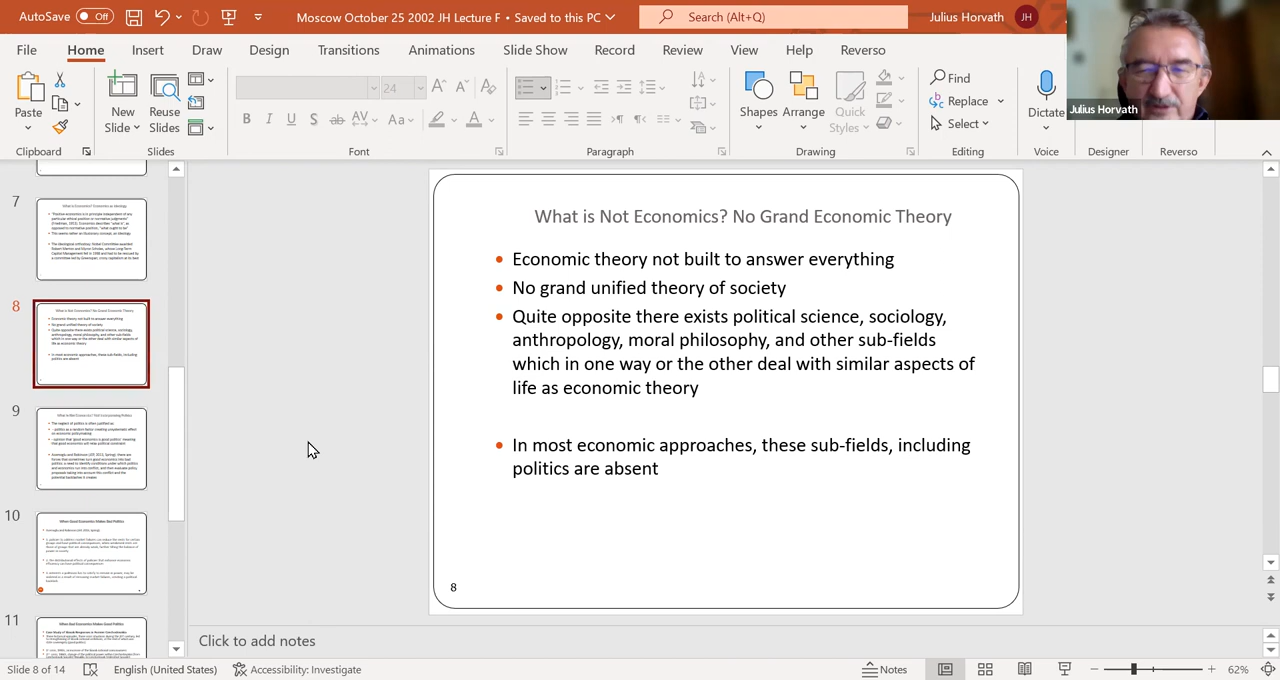 AutoSave Off Moscow October 25 2002 JH Lecture F • Saved to this PC Search (Alt+Q) Julius Horvath JH
File Home Insert Draw Design Transitions Animations Slide Show Record Review View Help Reverso
Paste New Slide Reuse Slides 24 Shapes Arrange Quick Styles Find Replace Select Dictate
Julius Horvath
Clipboard Slides Font Paragraph Drawing Editing Voice Designer Reverso
7
8
9
10
When Good Economics Makes Bad Politics
11
What is Not Economics? No Grand Economic Theory
• Economic theory not built to answer everything
• No grand unified theory of society
• Quite opposite there exists political science, sociology,
anthropology, moral philosophy, and other sub-fields
which in one way or the other deal with similar aspects of
life as economic theory
• In most economic approaches, these sub-fields, including
politics are absent
8
Click to add notes
Slide 8 of 14 English (United States) Accessibility: Investigate Notes 62%